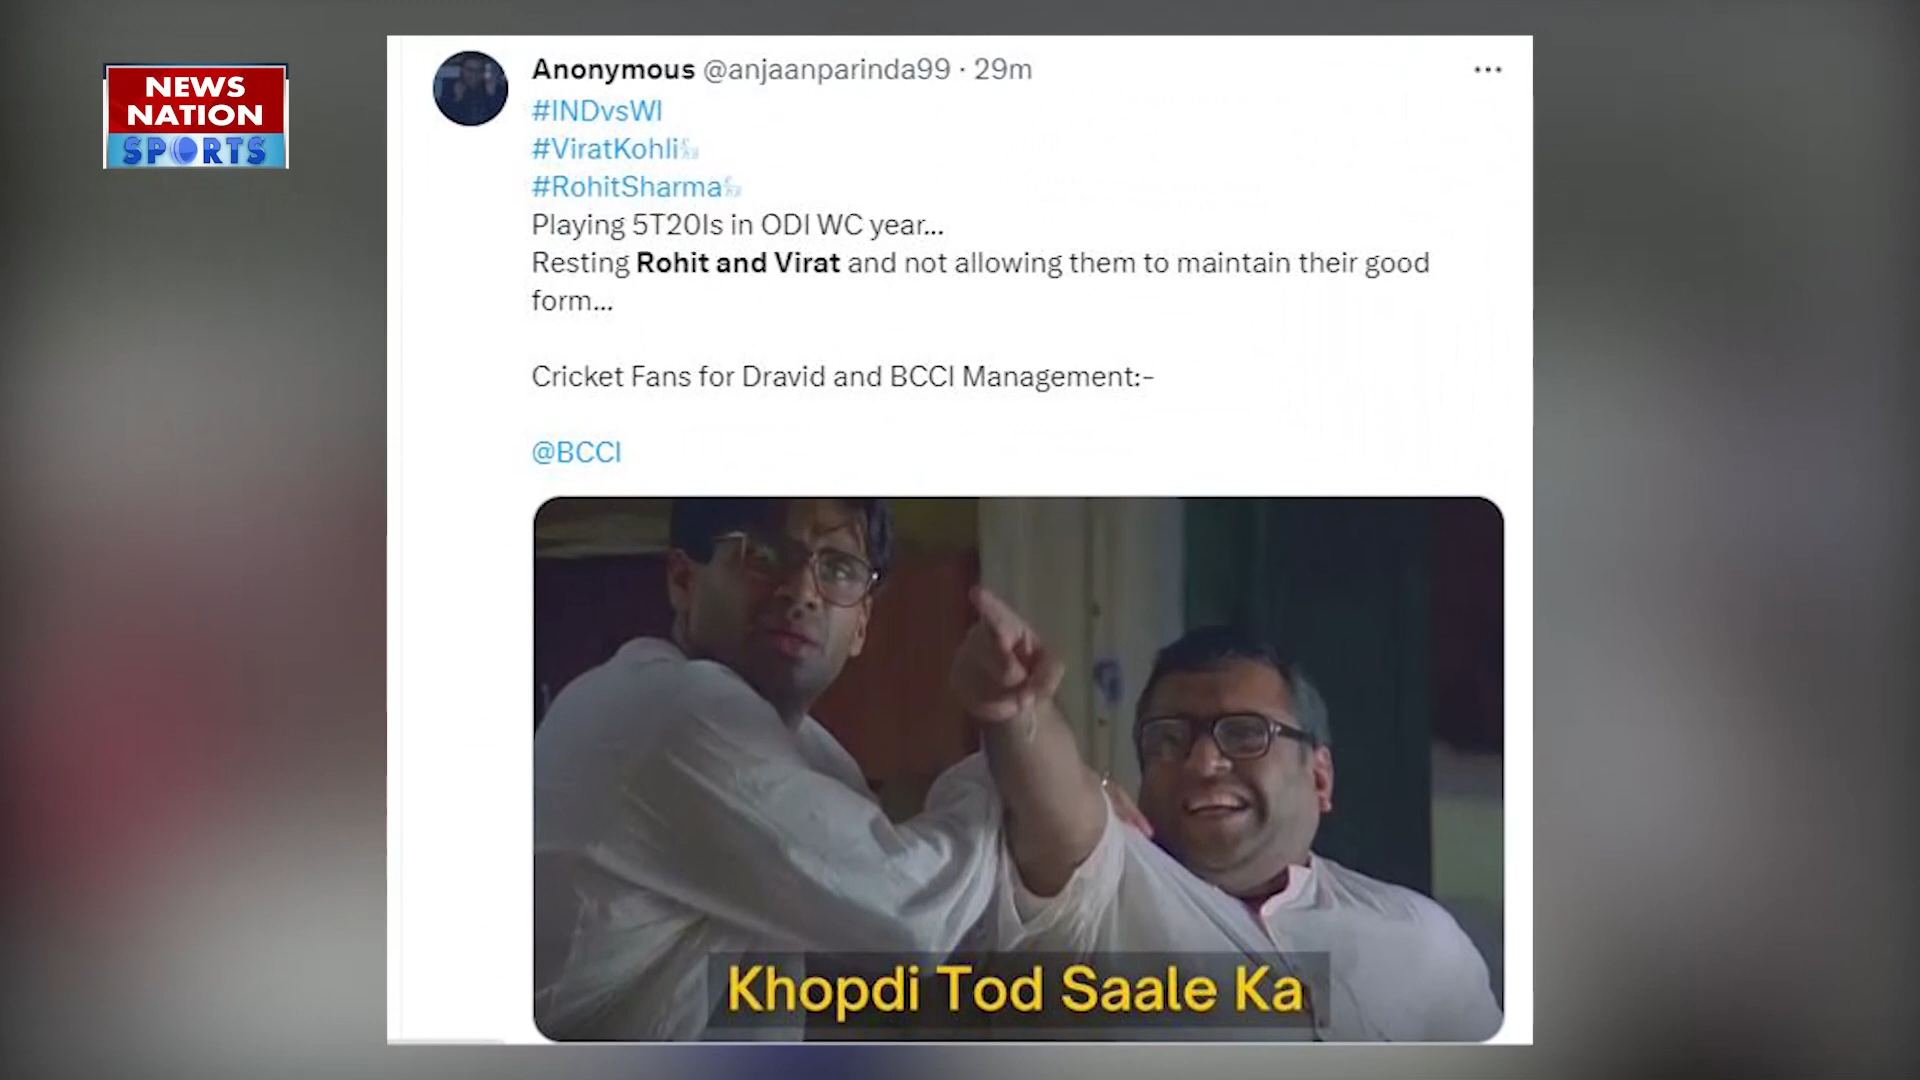 NEWS
NATION
SPORTS
Anonymous @anjaanparinda99 · 29m
#INDvsWI
#ViratKohli
#RohitSharma
Playing 5T20Is in ODI WC year...
Resting Rohit and Virat and not allowing them to maintain their good
form...
Cricket Fans for Dravid and BCCI Management:-
@BCCI
Khopdi Tod Saale Ka